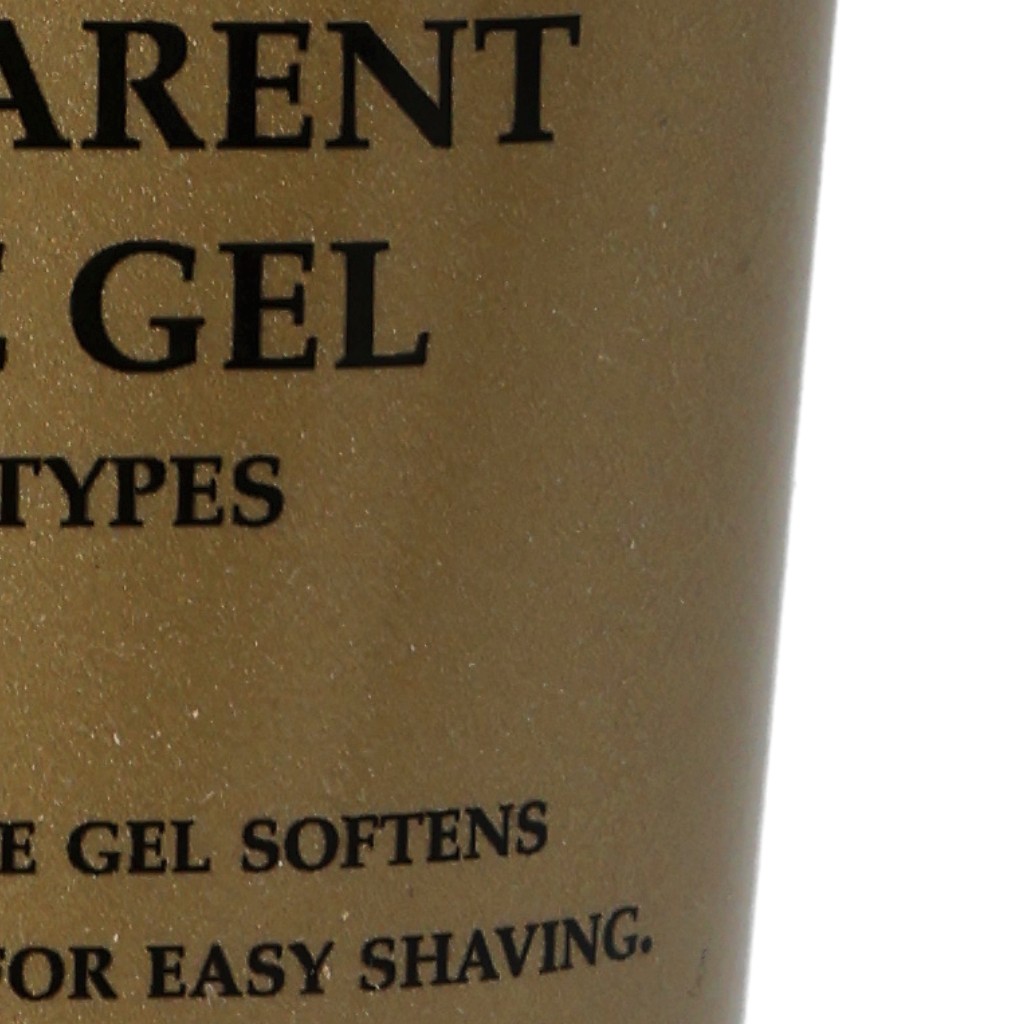 ARENT
E GEL
TYPES
E GEL SOFTENS
FOR EASY SHAVING.